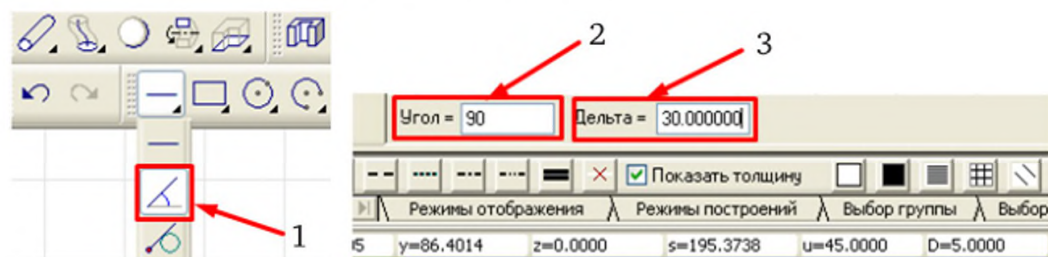 2
3
Угол = 90
Дельта = 30.000000
Показать толщину
Режимы отображения
Режимы построений
Выбор группы
Выбор
1
y=86.4014
z=0.0000
s=195.3738
u=45.0000
D=5.0000